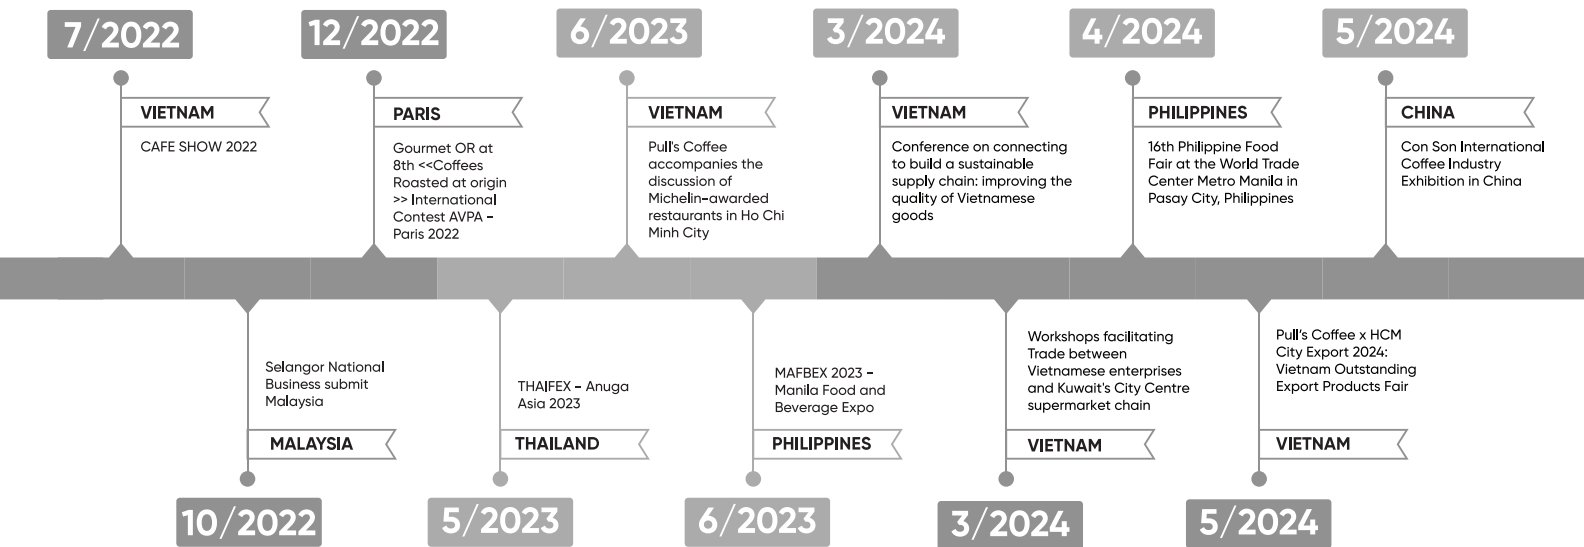 7/2022
VIETNAM
CAFE SHOW 2022
12/2022
PARIS
Gourmet OR at
8th <<Coffees
Roasted at origin
>> International
Contest AVPA -
Paris 2022
6/2023
VIETNAM
Pull's Coffee
accompanies the
discussion of
Michelin-awarded
restaurants in Ho Chi
Minh City
3/2024
VIETNAM
Conference on connecting
to build a sustainable
supply chain: improving the
quality of Vietnamese
goods
4/2024
PHILIPPINES
16th Philippine Food
Fair at the World Trade
Center Metro Manila in
Pasay City, Philippines
5/2024
CHINA
Con Son International
Coffee Industry
Exhibition in China
Selangor National
Business submit
Malaysia
MALAYSIA
10/2022
THAIFEX - Anuga
Asia 2023
THAILAND
5/2023
MAFBEX 2023 -
Manila Food and
Beverage Expo
PHILIPPINES
6/2023
Workshops facilitating
Trade between
Vietnamese enterprises
and Kuwait's City Centre
supermarket chain
VIETNAM
3/2024
Pull's Coffee x HCM
City Export 2024:
Vietnam Outstanding
Export Products Fair
VIETNAM
5/2024